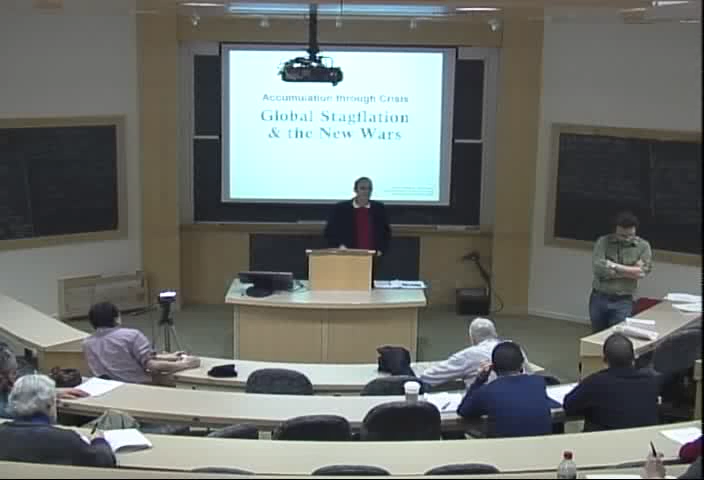 Accumulation through Crisis
Global Stagflation
& the New Wars